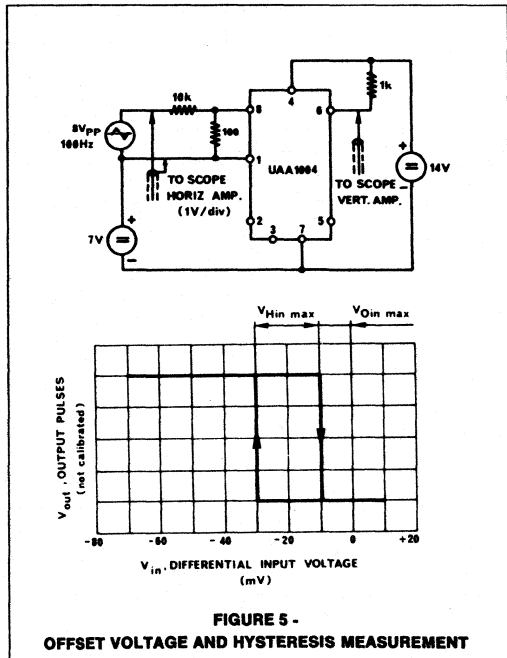 4
1k
10k
8
6
8Vpp
100Hz
100
1
UAA1004
+
14V
-
TO SCOPE
HORIZ AMP.
(1V/div)
TO SCOPE
VERT. AMP.
+
7V
-
2
3
7
5
VHin max
VOin max
Vout, OUTPUT PULSES
(not calibrated)
-80 -60 -40 -20 0 +20
Vin, DIFFERENTIAL INPUT VOLTAGE
(mV)
FIGURE 5 -
OFFSET VOLTAGE AND HYSTERESIS MEASUREMENT